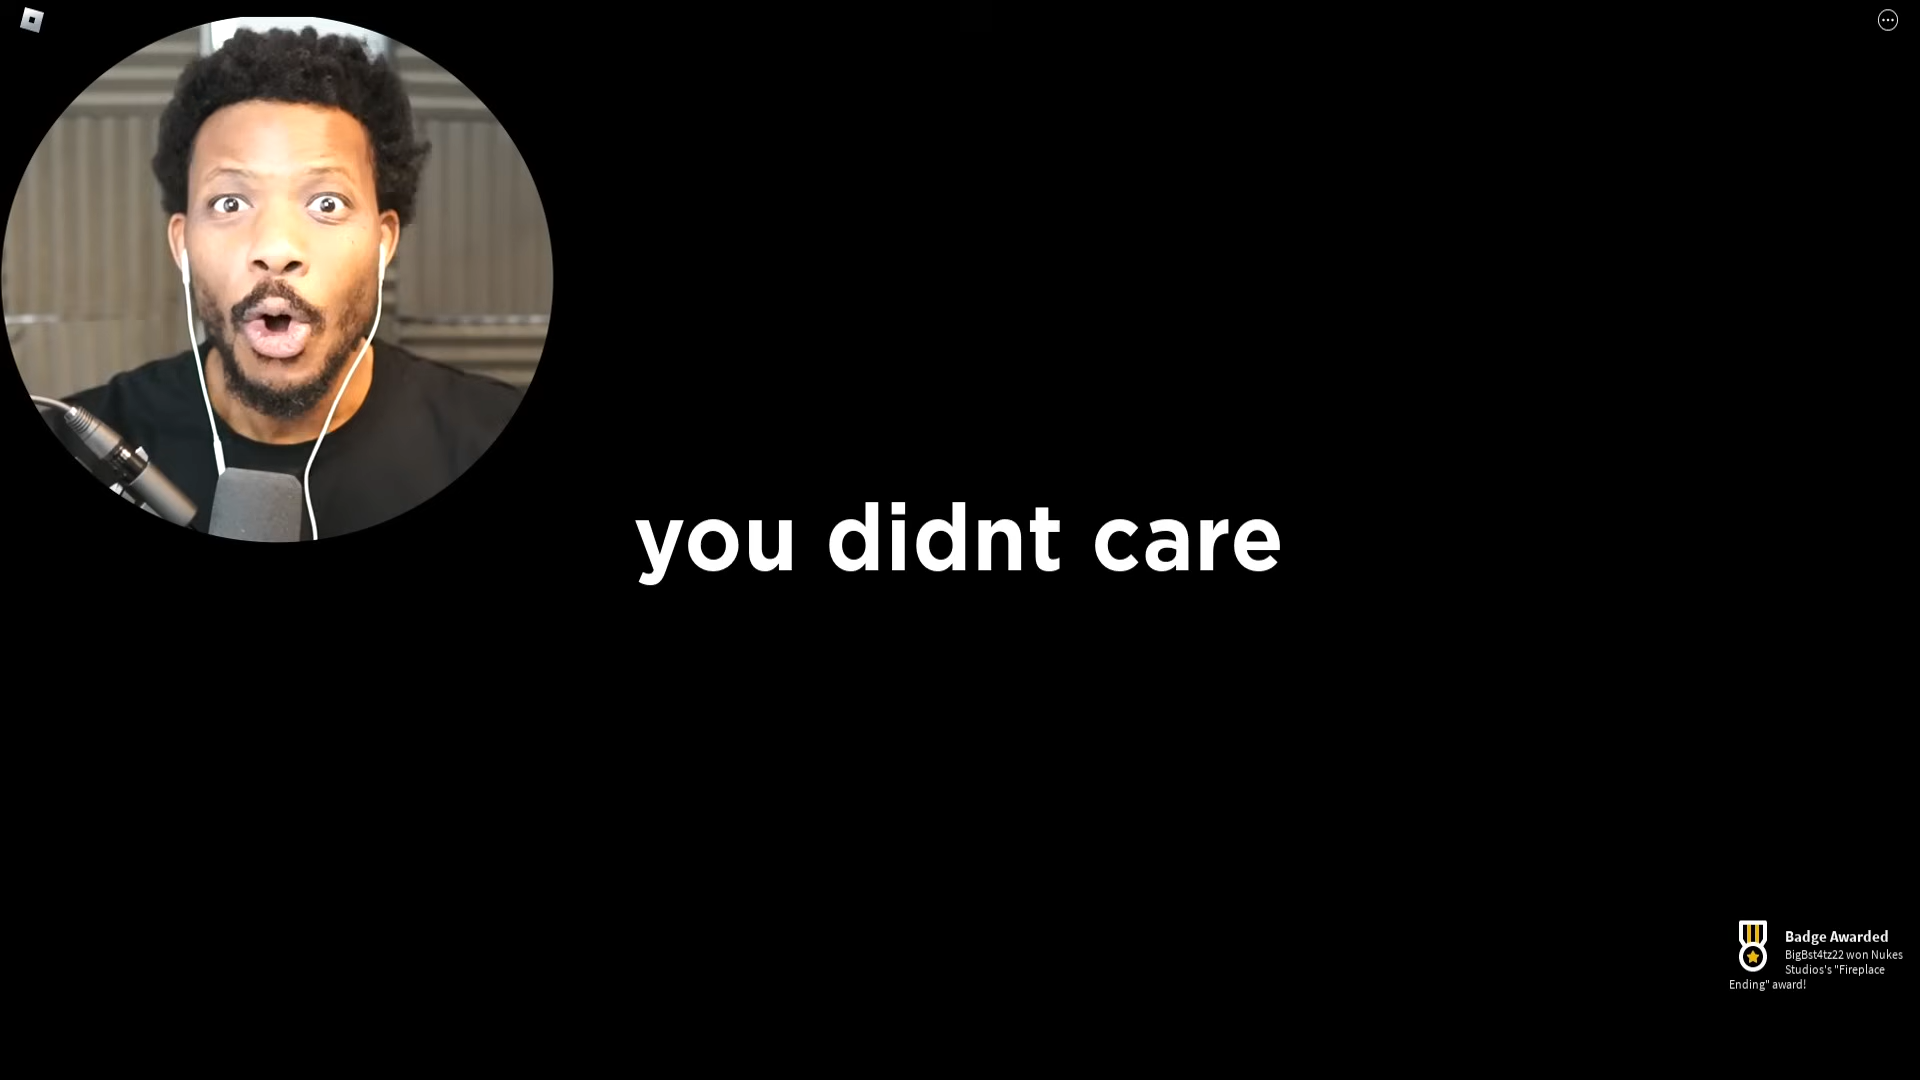 you didnt care
Badge Awarded
BigBst4tz22 won Nukes
Studios's "Fireplace
Ending" award!